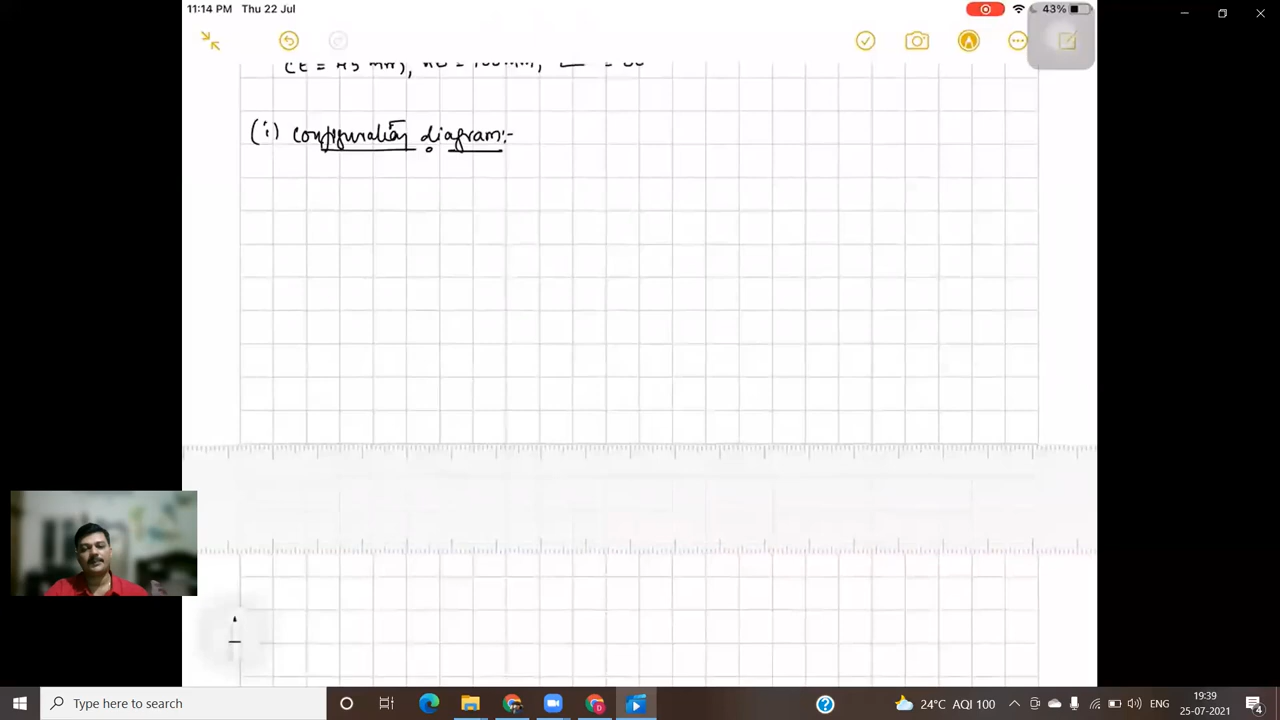 11:14 PM Thu 22 Jul
43%
(i) configuration diagram:-
Type here to search
24°C AQI 100
ENG
19:39
25-07-2021
4